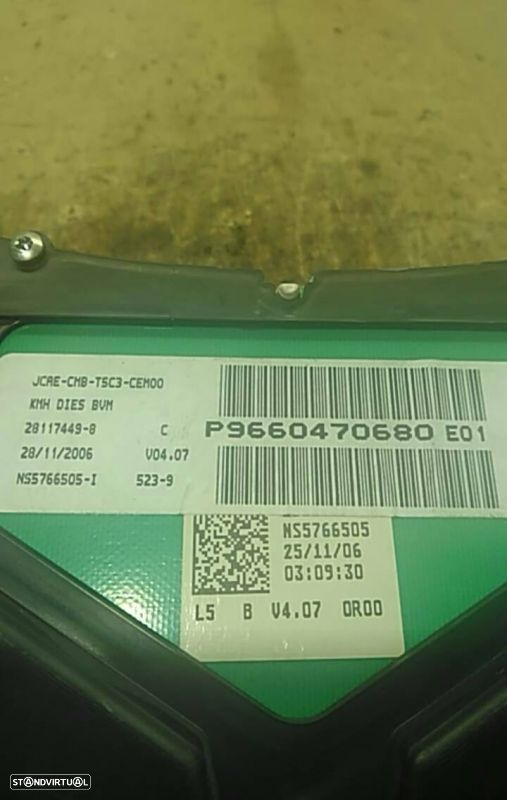 JCAE-CMB-T5C3-CEM00
KMH DIES BVM
28117449-8 C
28/11/2006 V04.07
NS5766505-I 523-9
P9660470680 E01
NS5766505
25/11/06
03:09:30
L5 B V4.07 0R00
STANDVIRTUAL